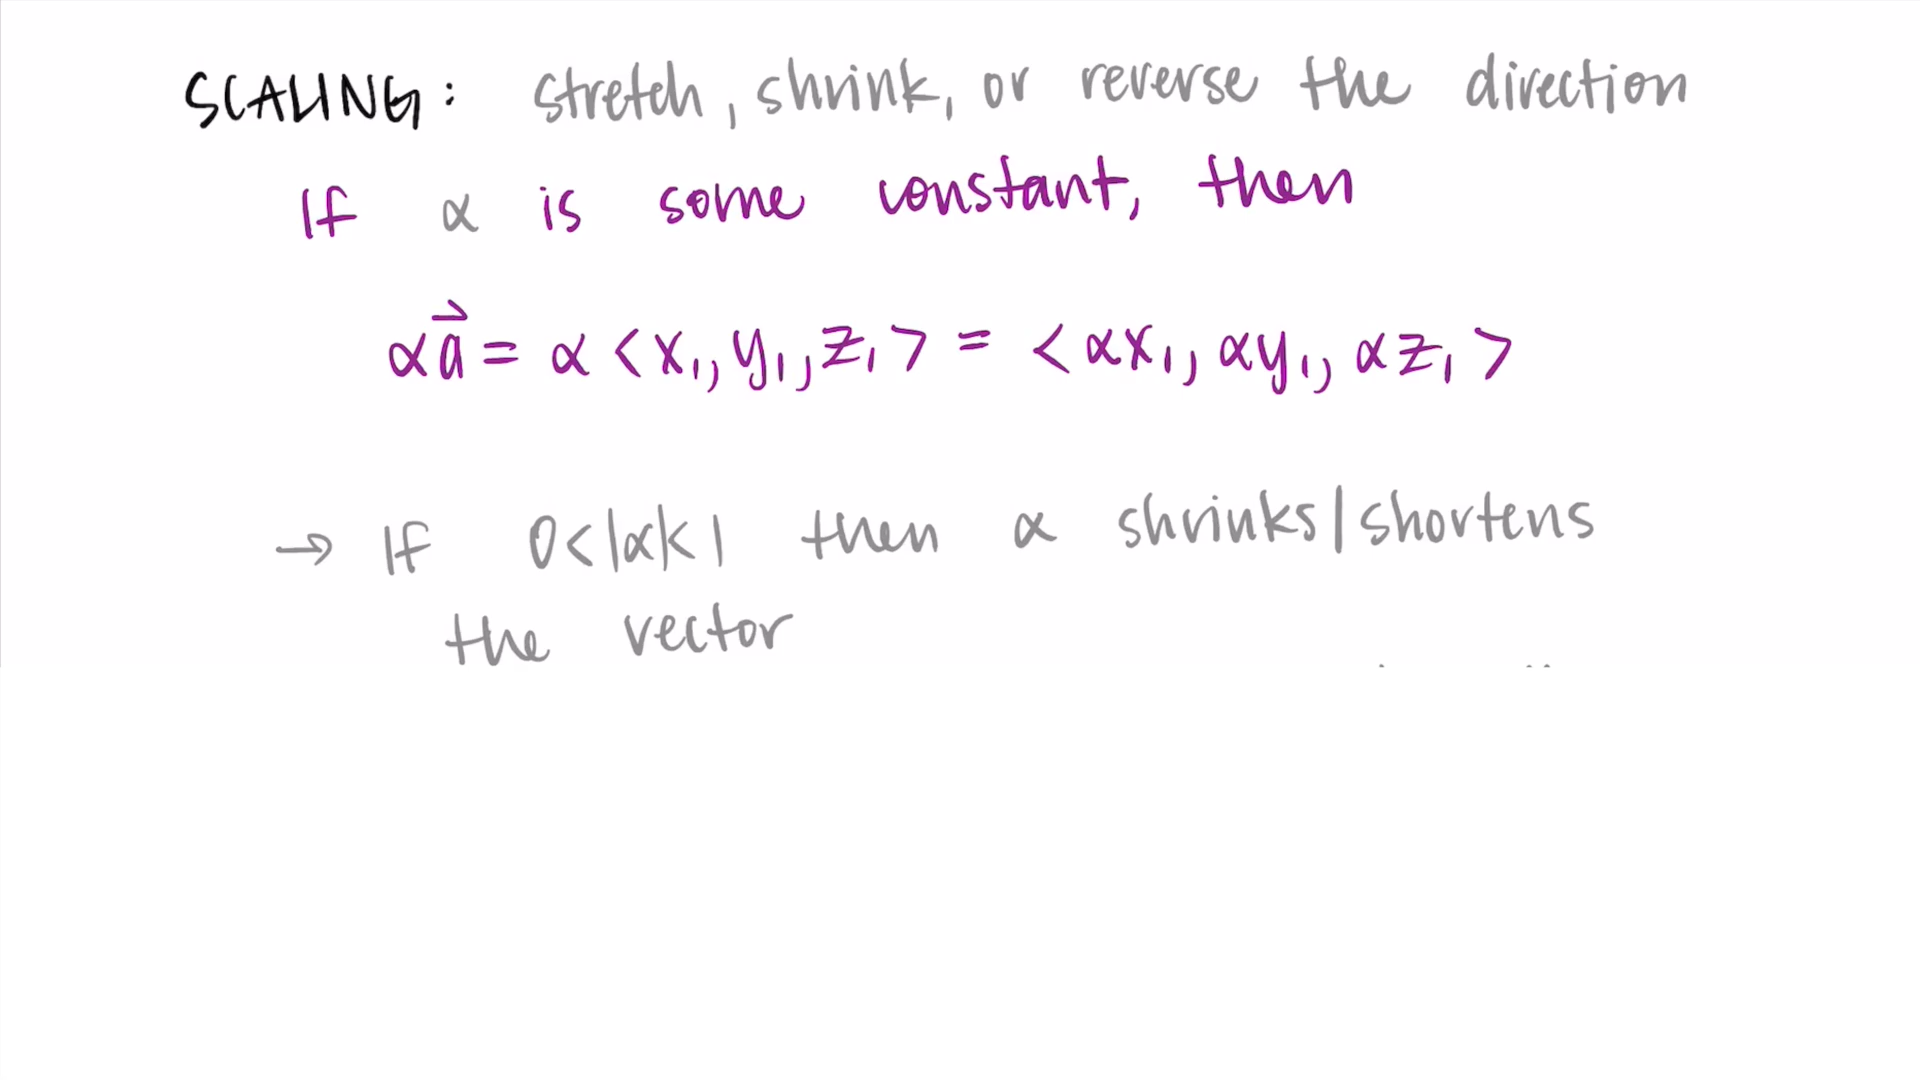 SCALING: stretch, shrink, or reverse the direction
If α is some constant, then
αa⃗ = α<x₁, y₁, z₁> = <αx₁, αy₁, αz₁>
→ If 0<|α|<1 then α shrinks/shortens
the vector